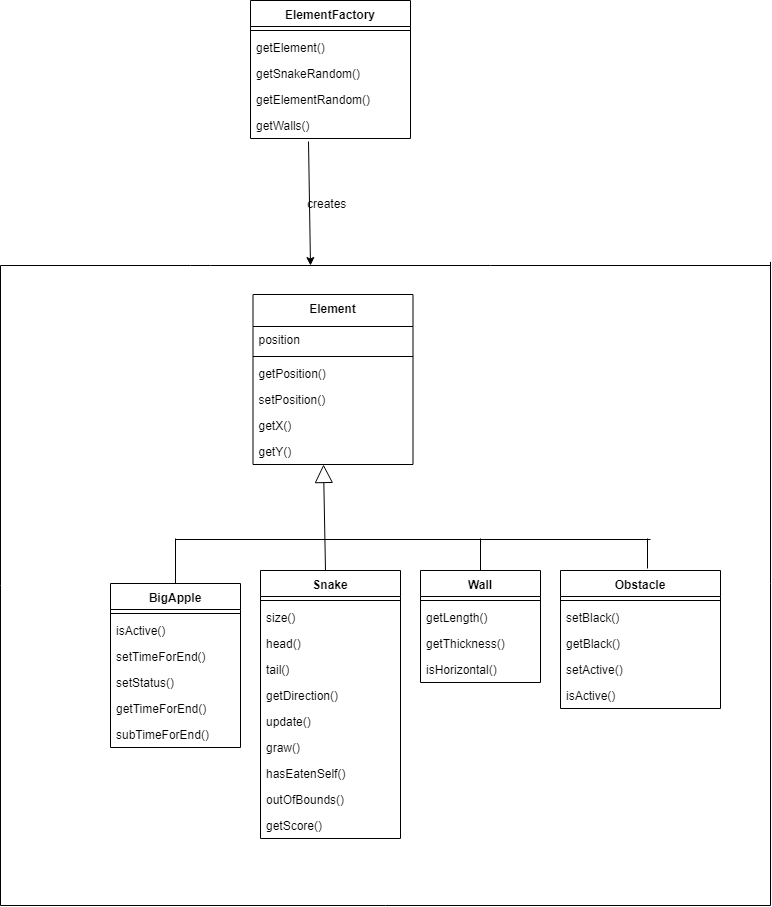 ElementFactory
getElement()
getSnakeRandom()
getElementRandom()
getWalls()
creates
Element
position
getPosition()
setPosition()
getX()
getY()
BigApple
isActive()
setTimeForEnd()
setStatus()
getTimeForEnd()
subTimeForEnd()
Snake
size()
head()
tail()
getDirection()
update()
graw()
hasEatenSelf()
outOfBounds()
getScore()
Wall
getLength()
getThickness()
isHorizontal()
Obstacle
setBlack()
getBlack()
setActive()
isActive()